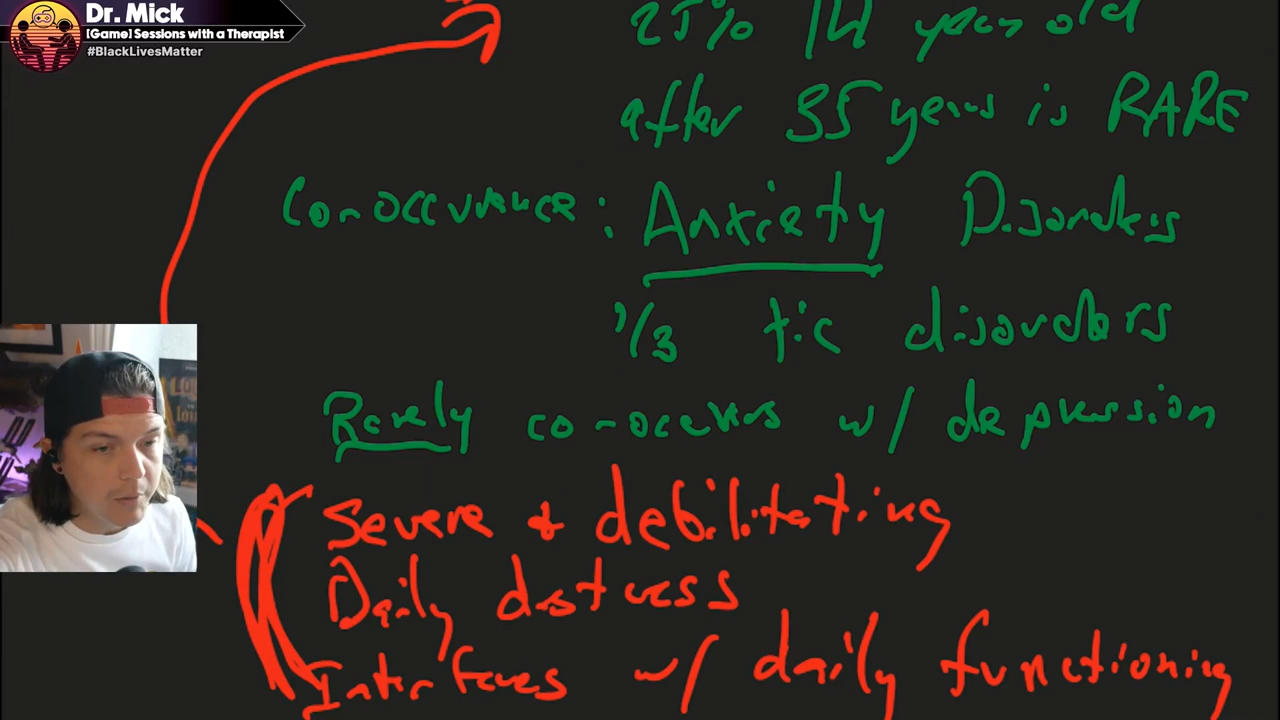 Dr. Mick
[Game] Sessions with a Therapist
#BlackLivesMatter
25% 14 years old
after 35 years is RARE
Co-occurrence: Anxiety Disorders
1/3 tic disorders
Rarely co-occurs w/ depression
Severe + debilitating
Daily distress
Interferes w/ daily functioning